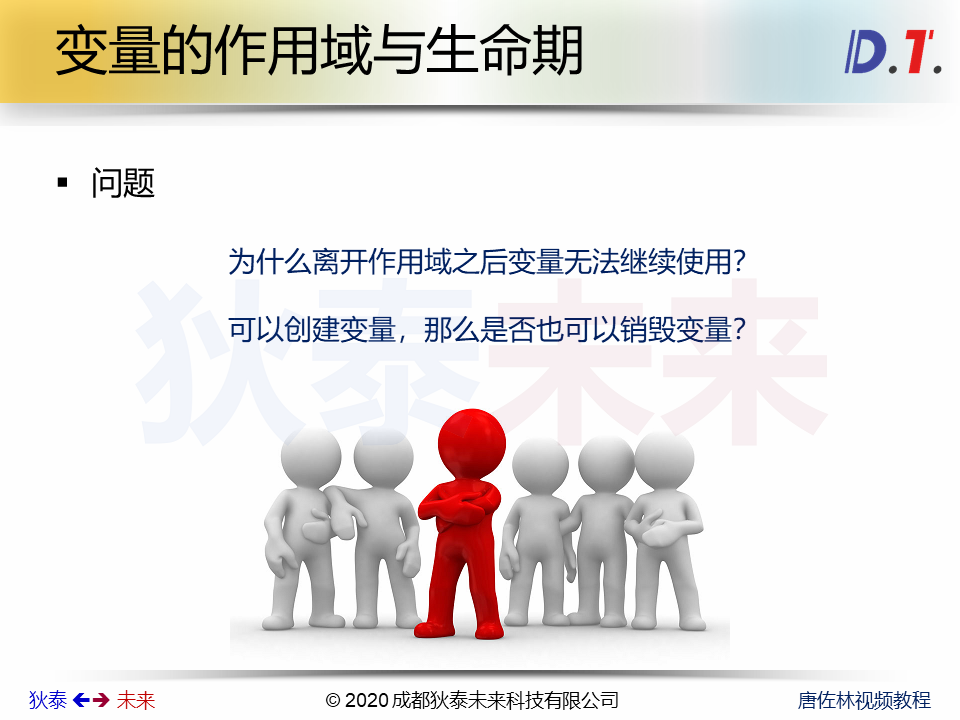 变量的作用域与生命期
D.T.
▪ 问题
为什么离开作用域之后变量无法继续使用？
可以创建变量，那么是否也可以销毁变量？
狄泰未来
狄泰 🡸🡺 未来
© 2020 成都狄泰未来科技有限公司
唐佐林视频教程